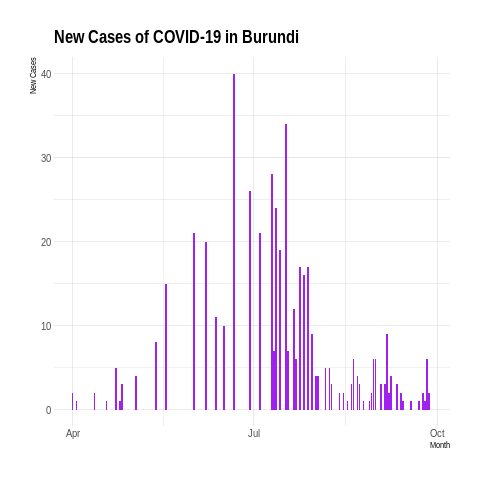 New Cases of COVID-19 in Burundi
New Cases
40
30
20
10
0
Apr
Jul
Oct
Month